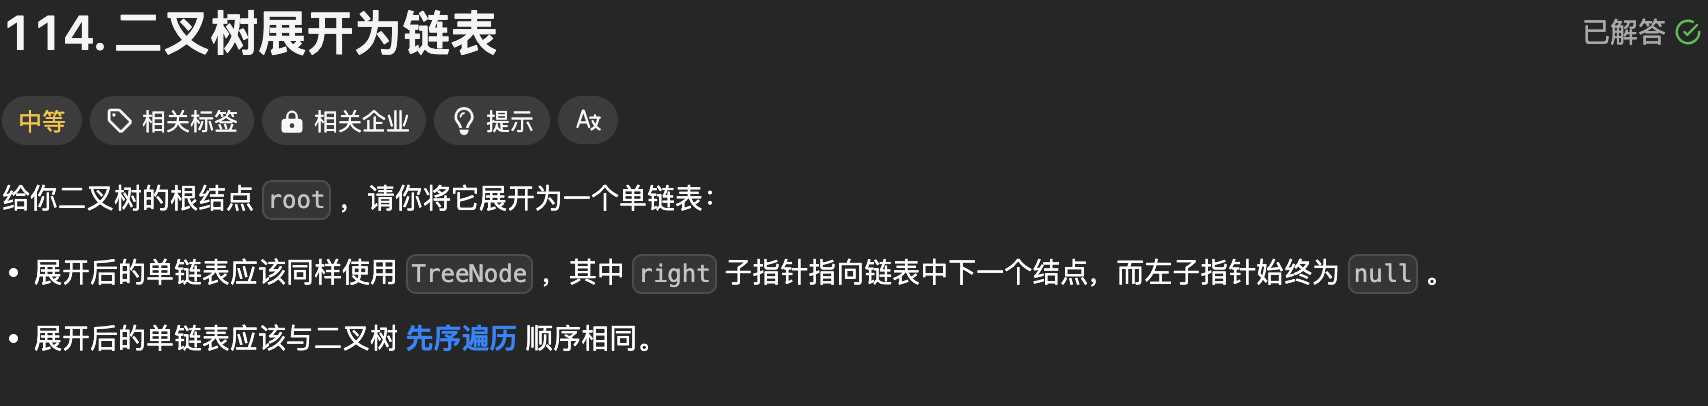 114. 二叉树展开为链表
已解答
中等 相关标签 相关企业 提示
给你二叉树的根结点 root ，请你将它展开为一个单链表：
• 展开后的单链表应该同样使用 TreeNode ，其中 right 子指针指向链表中下一个结点，而左子指针始终为 null 。
• 展开后的单链表应该与二叉树 先序遍历 顺序相同。